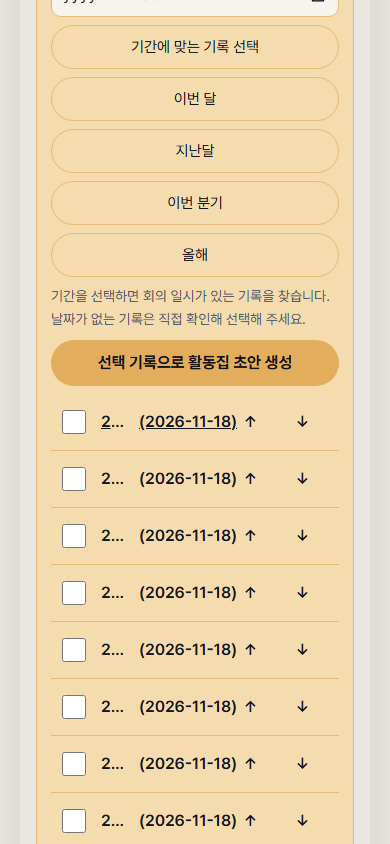 기간에 맞는 기록 선택
이번 달
지난달
이번 분기
올해
기간을 선택하면 회의 일시가 있는 기록을 찾습니다.
날짜가 없는 기록은 직접 확인해 선택해 주세요.
선택 기록으로 활동집 초안 생성
2... (2026-11-18) ↑ ↓
2... (2026-11-18) ↑ ↓
2... (2026-11-18) ↑ ↓
2... (2026-11-18) ↑ ↓
2... (2026-11-18) ↑ ↓
2... (2026-11-18) ↑ ↓
2... (2026-11-18) ↑ ↓
2... (2026-11-18) ↑ ↓